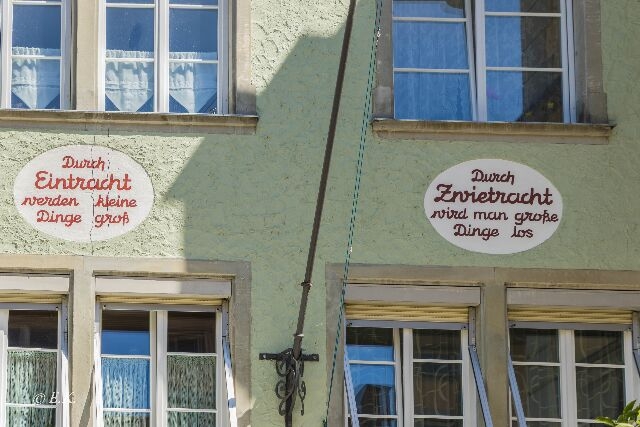 Durch
Eintracht
werden kleine
Dinge groß
Durch
Zwietracht
wird man große
Dinge los
© E.K.